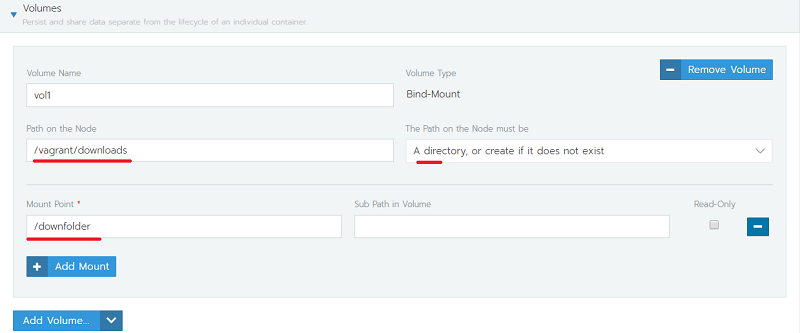 Volumes
Persist and share data separate from the lifecycle of an individual container.
Volume Name
Volume Type
Remove Volume
vol1
Bind-Mount
Path on the Node
The Path on the Node must be
/vagrant/downloads
A directory, or create if it does not exist
Mount Point *
Sub Path in Volume
Read-Only
/downfolder
Add Mount
Add Volume...